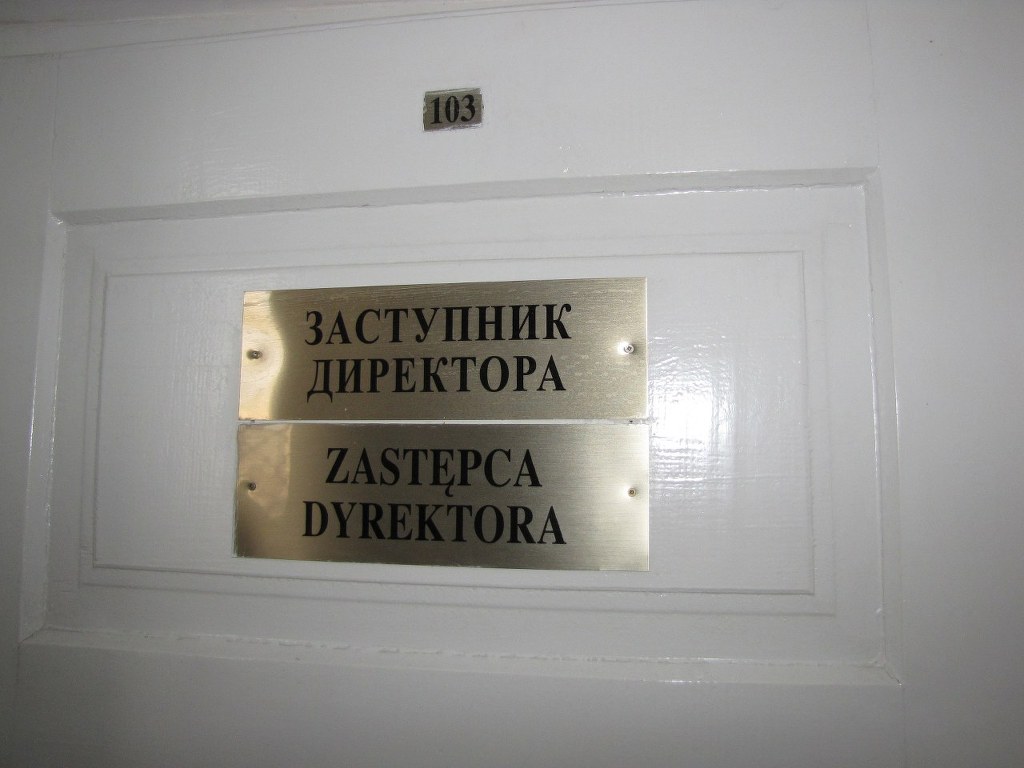 103
ЗАСТУПНИК
ДИРЕКТОРА
ZASTĘPCA
DYREKTORA